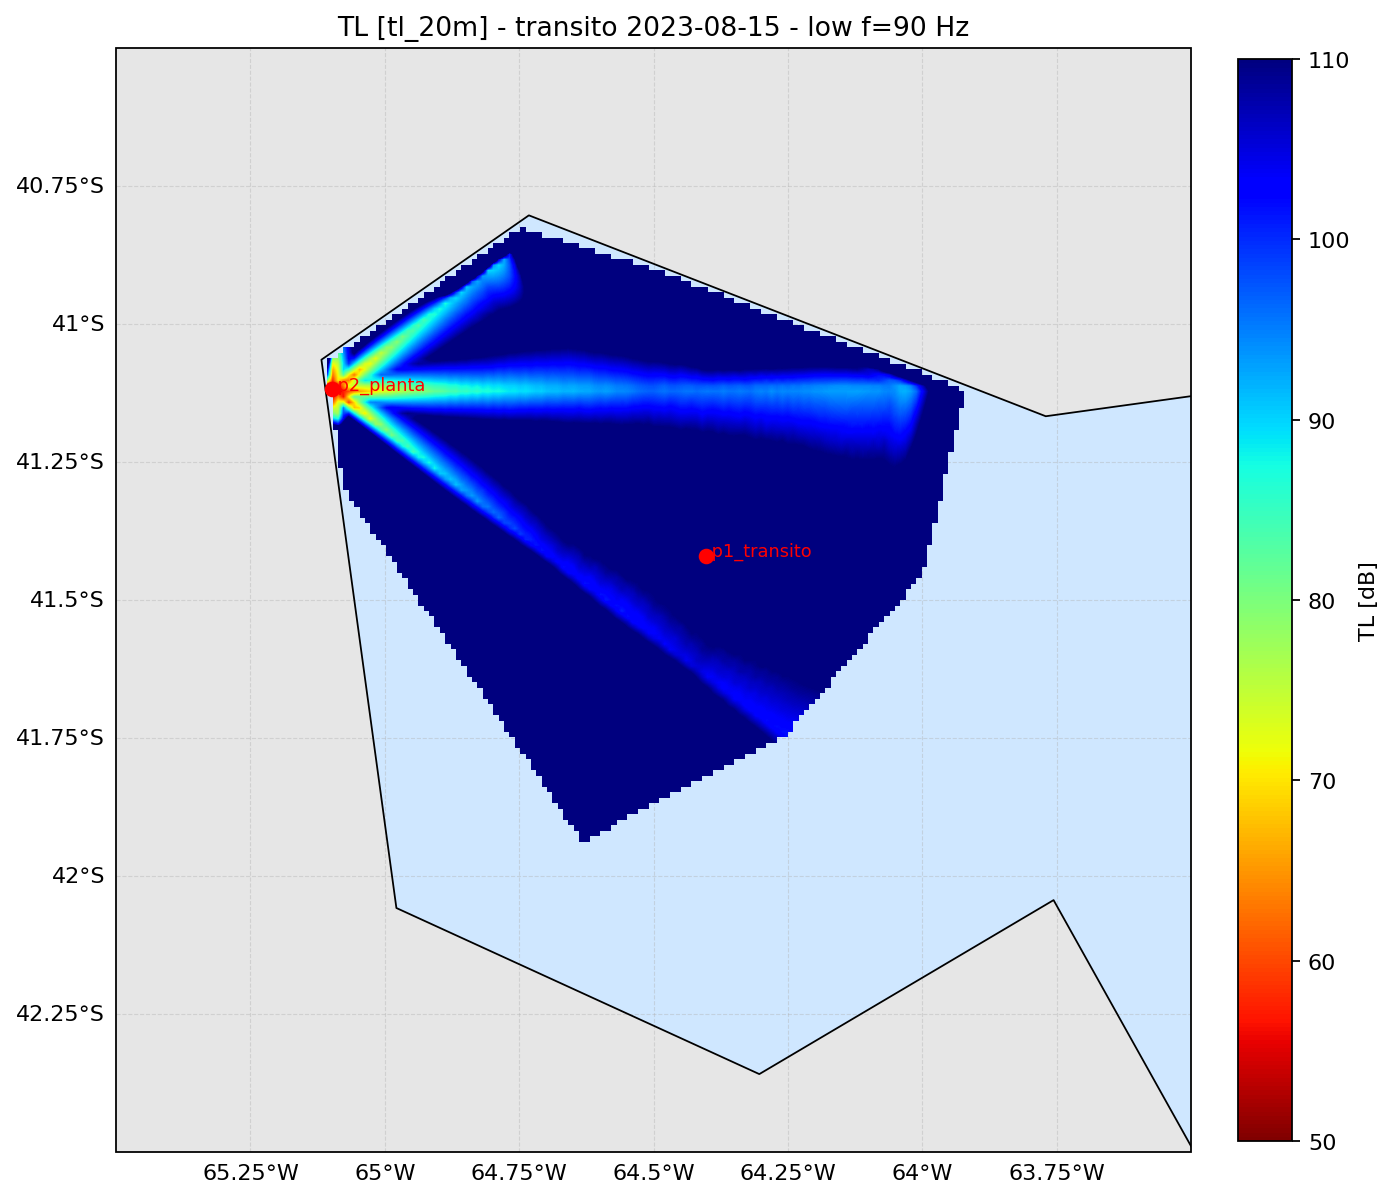 TL [tl_20m] - transito 2023-08-15 - low f=90 Hz
110
100
90
80
70
60
50
TL [dB]
40.75°S
41°S
41.25°S
41.5°S
41.75°S
42°S
42.25°S
p2_planta
p1_transito
65.25°W
65°W
64.75°W
64.5°W
64.25°W
64°W
63.75°W